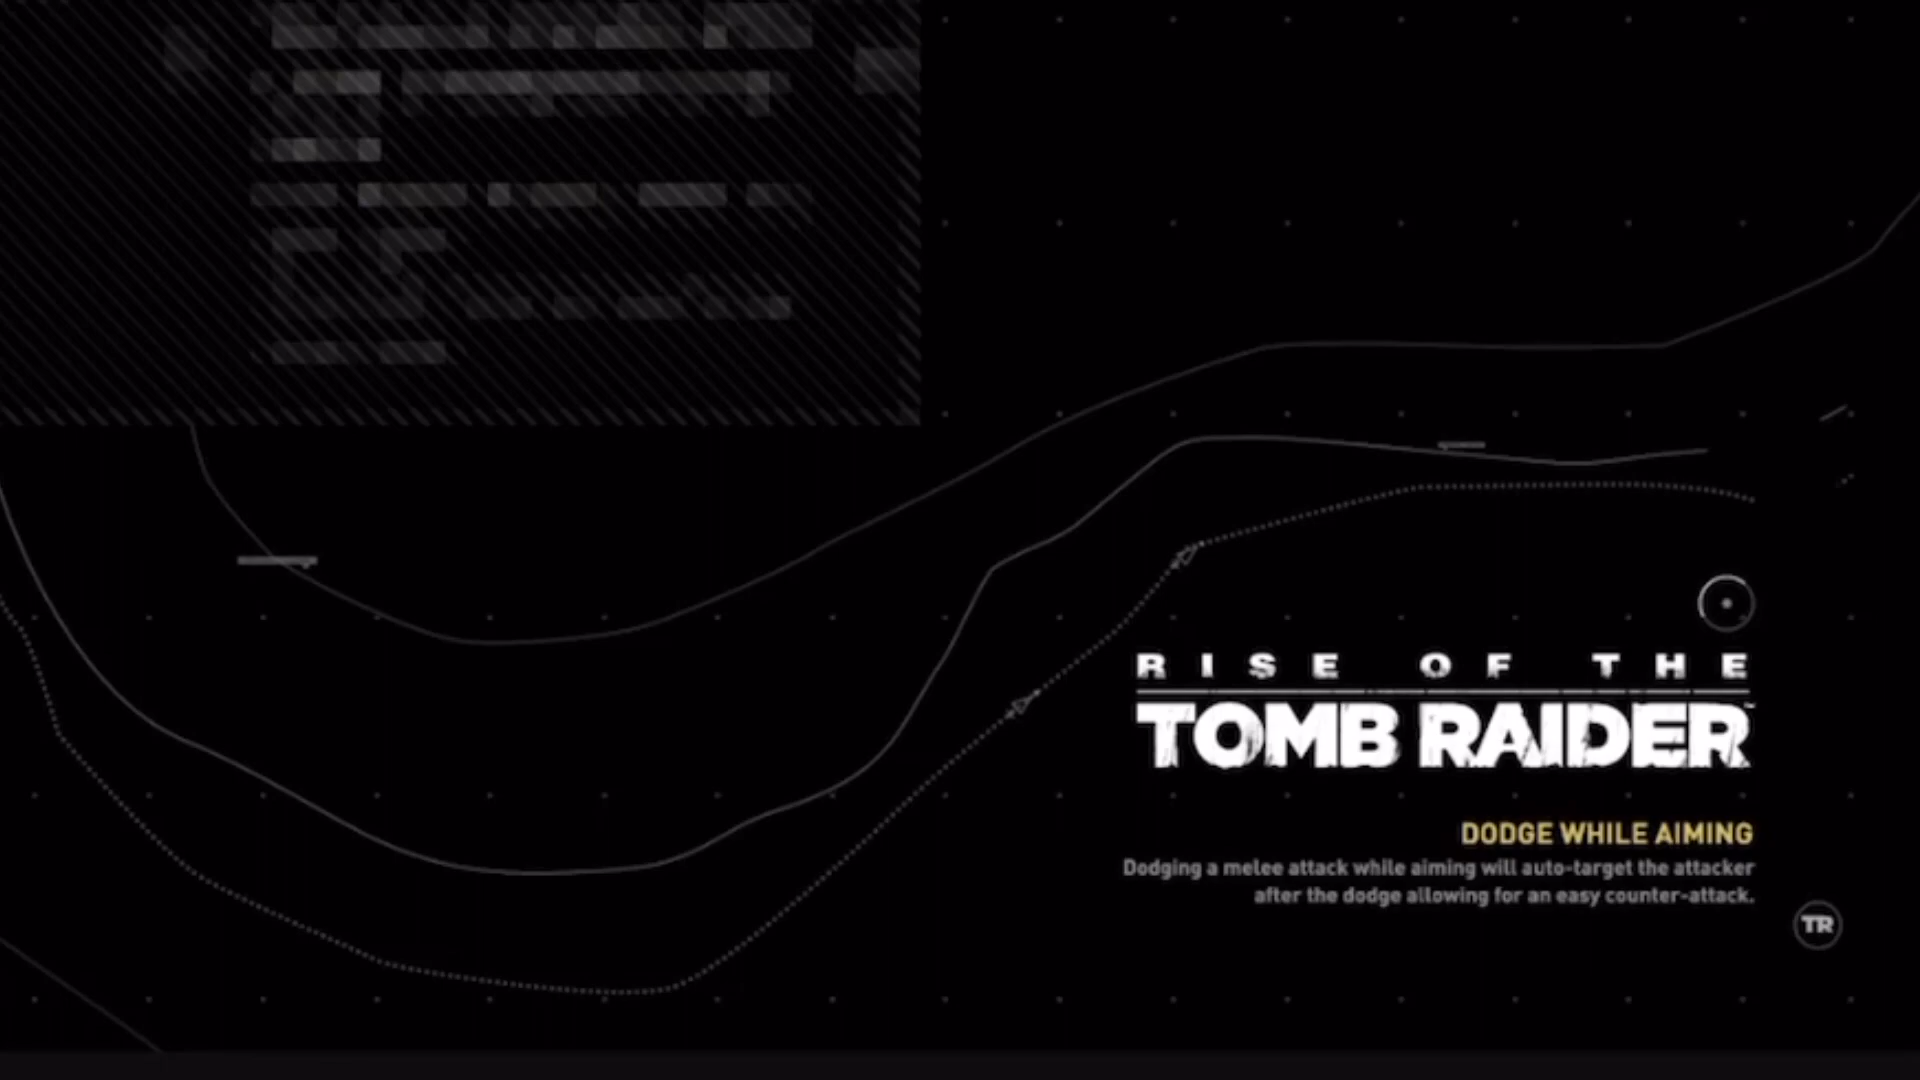 RISE OF THE
TOMB RAIDER
DODGE WHILE AIMING
Dodging a melee attack while aiming will auto-target the attacker
after the dodge allowing for an easy counter-attack.
TR